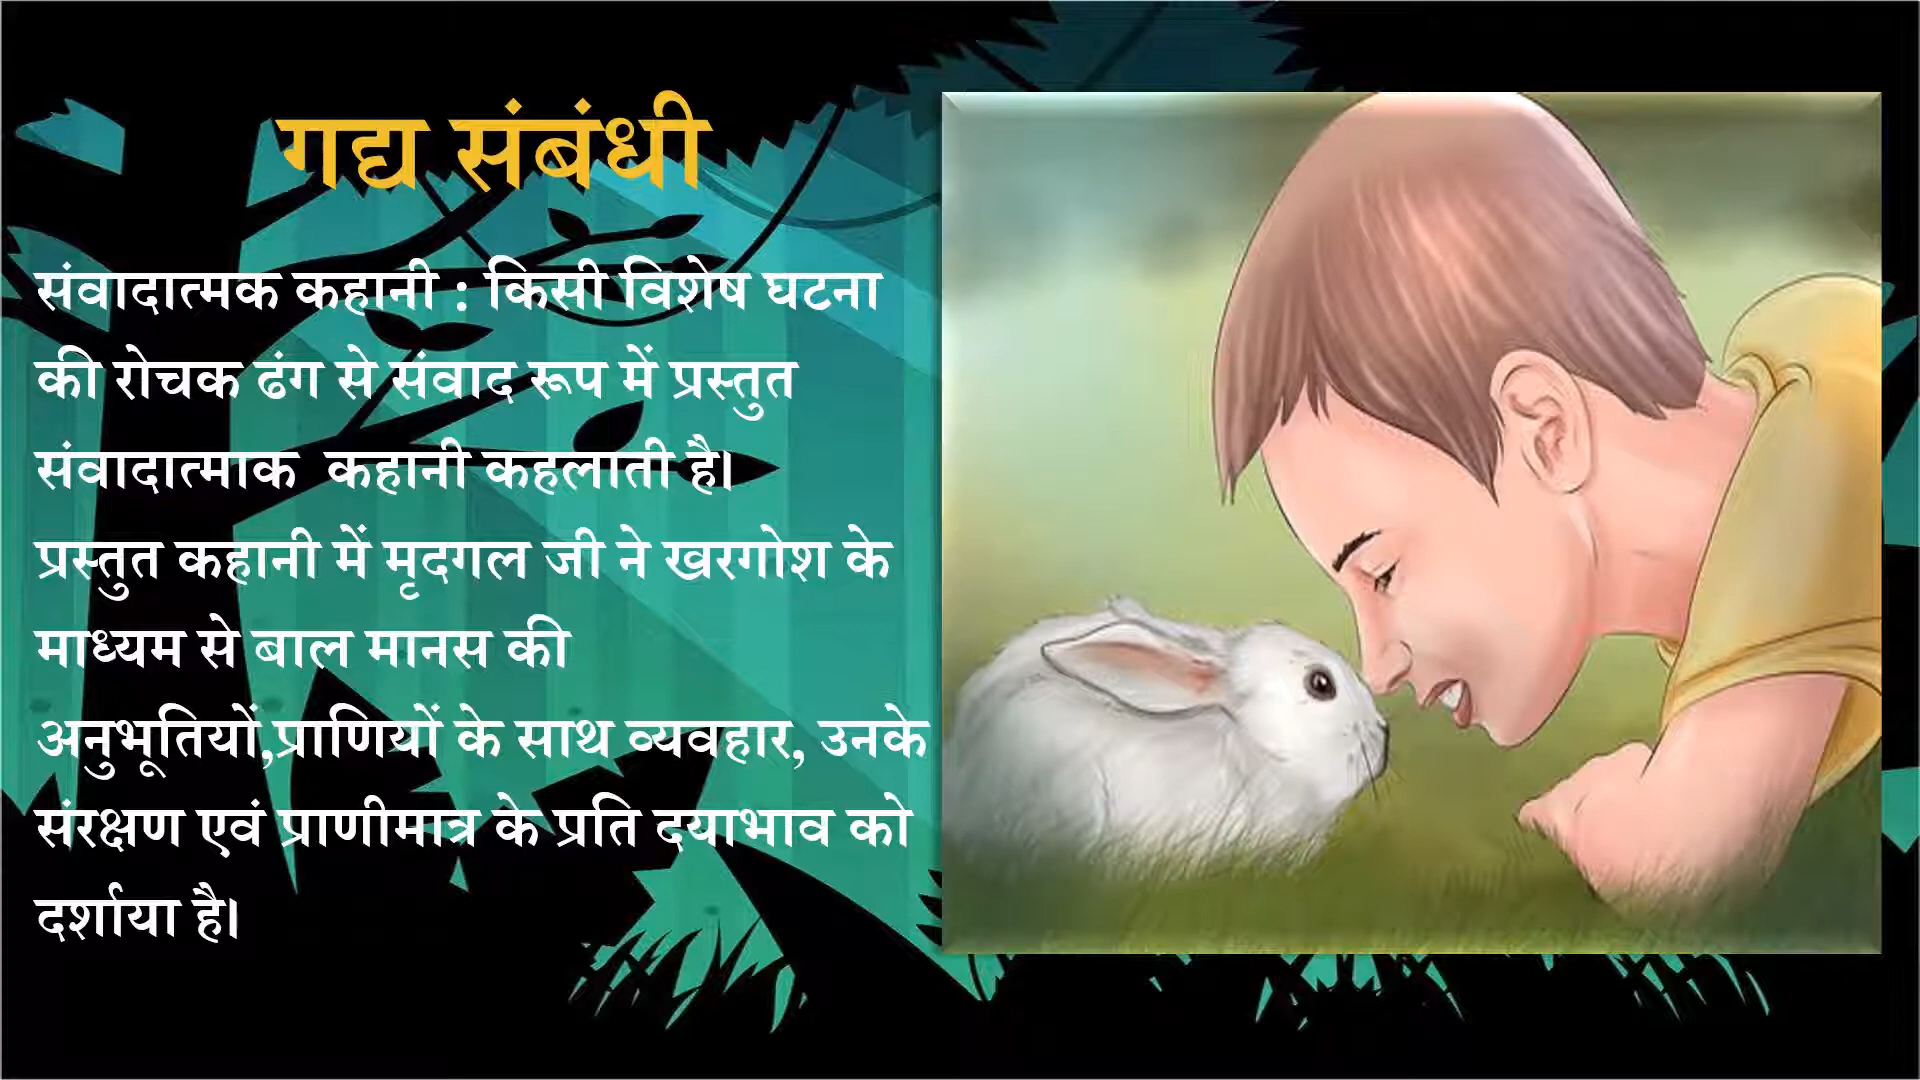 गद्य संबंधी
संवादात्मक कहानी : किसी विशेष घटना
की रोचक ढंग से संवाद रूप में प्रस्तुत
संवादात्माक कहानी कहलाती है।
प्रस्तुत कहानी में मृदगल जी ने खरगोश के
माध्यम से बाल मानस की
अनुभूतियों,प्राणियों के साथ व्यवहार, उनके
संरक्षण एवं प्राणीमात्र के प्रति दयाभाव को
दर्शाया है।